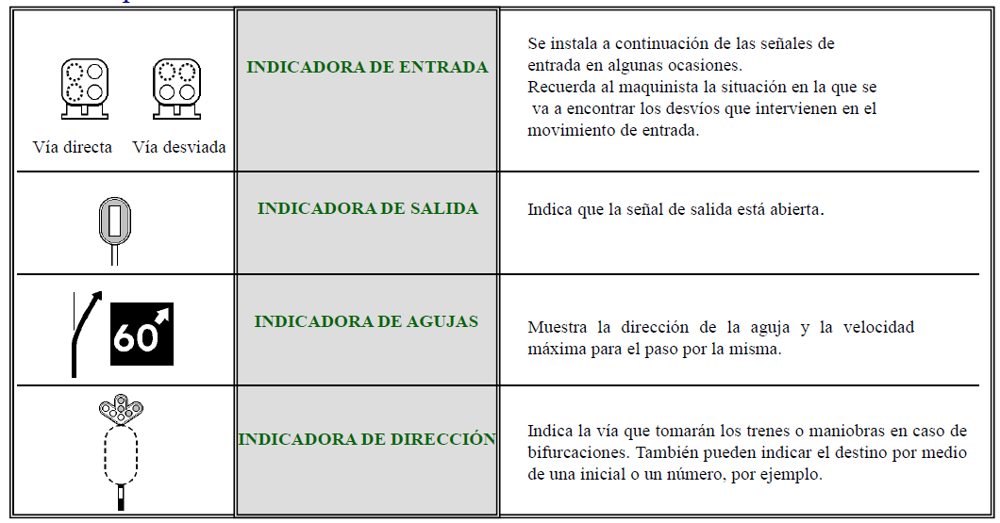 INDICADORA DE ENTRADA
Se instala a continuación de las señales de
entrada en algunas ocasiones.
Recuerda al maquinista la situación en la que se
va a encontrar los desvíos que intervienen en el
movimiento de entrada.
Vía directa Vía desviada
INDICADORA DE SALIDA
Indica que la señal de salida está abierta.
60
INDICADORA DE AGUJAS
Muestra la dirección de la aguja y la velocidad
máxima para el paso por la misma.
INDICADORA DE DIRECCIÓN
Indica la vía que tomarán los trenes o maniobras en caso de
bifurcaciones. También pueden indicar el destino por medio
de una inicial o un número, por ejemplo.